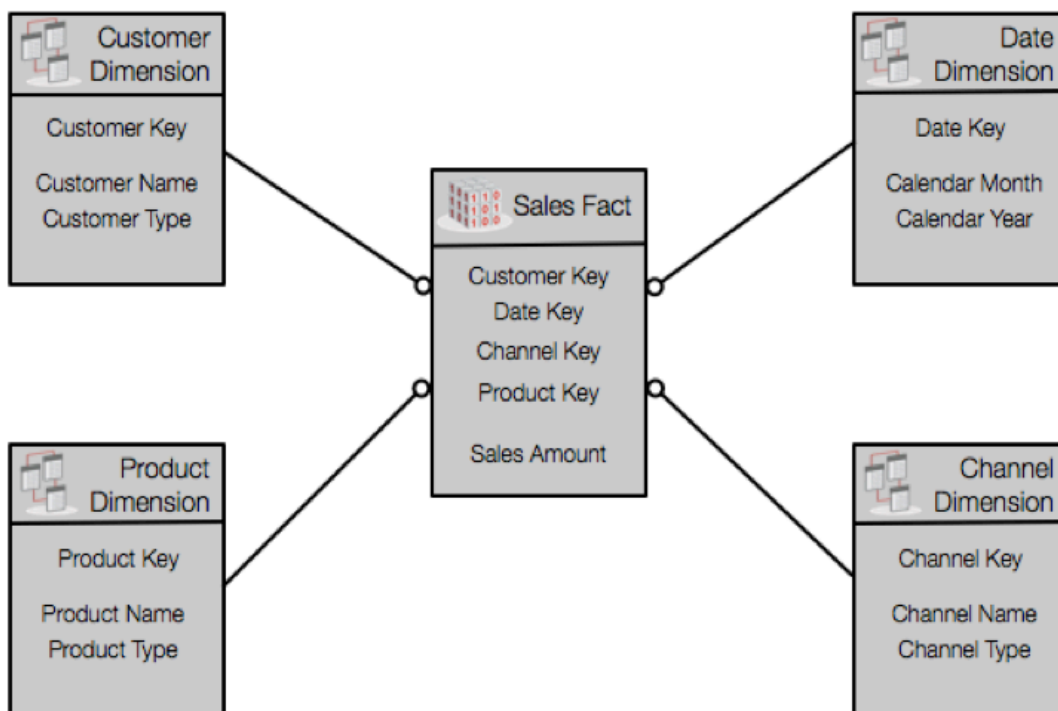 Customer
Dimension
Customer Key
Customer Name
Customer Type
Date
Dimension
Date Key
Calendar Month
Calendar Year
Sales Fact
Customer Key
Date Key
Channel Key
Product Key
Sales Amount
Product
Dimension
Product Key
Product Name
Product Type
Channel
Dimension
Channel Key
Channel Name
Channel Type